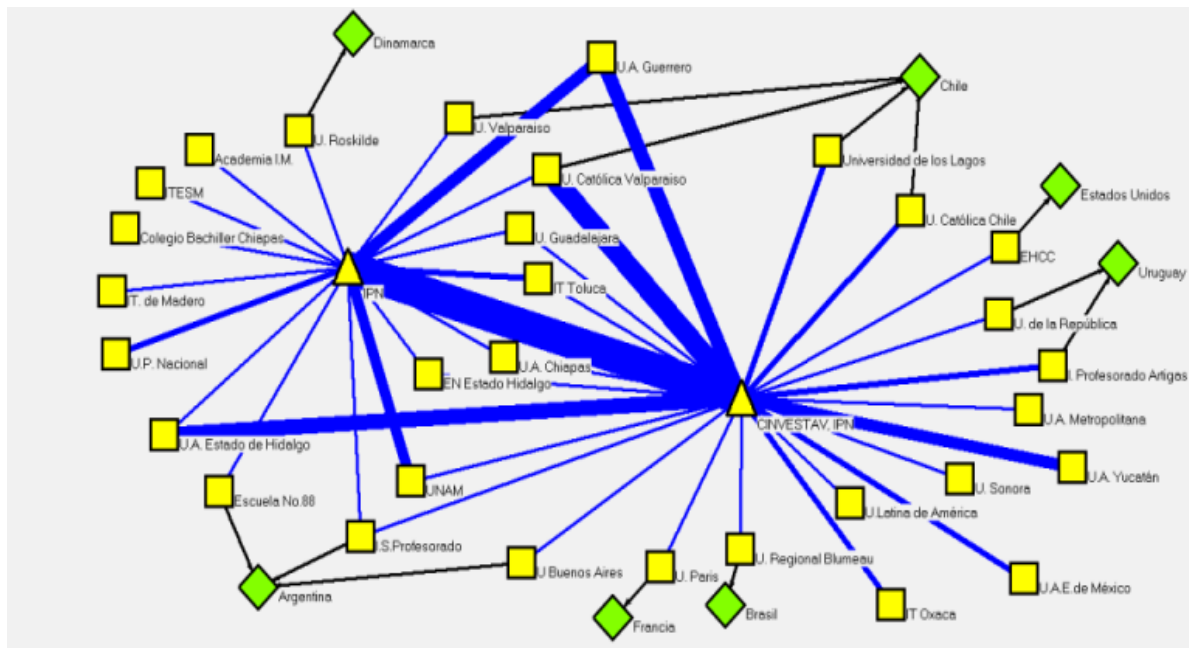 Dinamarca
U.A. Guerrero
Chile
U. Valparaiso
U. Roskilde
Academia I.M.
Universidad de los Lagos
U. Católica Valparaiso
ITESM
Estados Unidos
U. Católica Chile
Colegio Bachiller Chiapas
U. Guadalajara
EHCC
Uruguay
IPN
IT Toluca
IT. de Madero
U. de la República
U.P. Nacional
U.A. Chiapas
I. Profesorado Artigas
EN Estado Hidalgo
U.A. Metropolitana
CINVESTAV, IPN
U.A. Estado de Hidalgo
U.A. Yucatán
UNAM
U. Sonora
Escuela No.88
U.Latina de América
I.S.Profesorado
U. Regional Blumeau
U Buenos Aires
U. Paris
U.A.E.de México
Argentina
IT Oxaca
Brasil
Francia